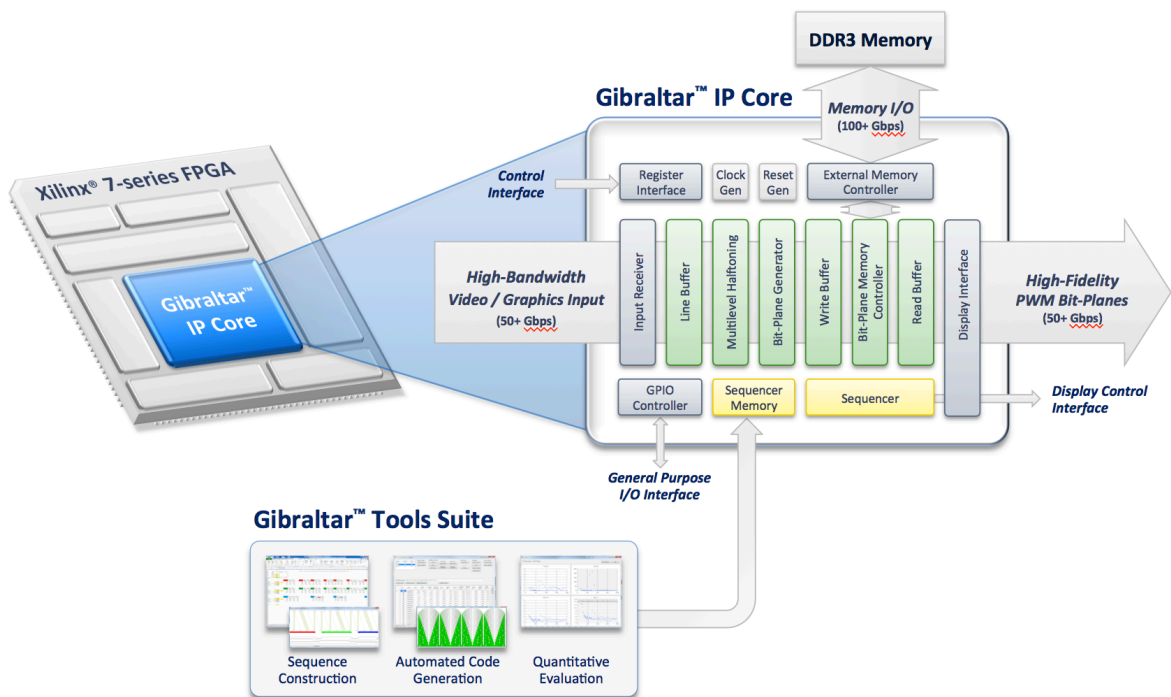 DDR3 Memory
Gibraltar™ IP Core
Memory I/O
(100+ Gbps)
Xilinx® 7-series FPGA
Gibraltar™
IP Core
Control
Interface
Register
Interface
Clock
Gen
Reset
Gen
External Memory
Controller
High-Bandwidth
Video / Graphics Input
(50+ Gbps)
Input Receiver
Line Buffer
Multilevel Halftoning
Bit-Plane Generator
Write Buffer
Bit-Plane Memory
Controller
Read Buffer
Display Interface
High-Fidelity
PWM Bit-Planes
(50+ Gbps)
GPIO
Controller
Sequencer
Memory
Sequencer
Display Control
Interface
General Purpose
I/O Interface
Gibraltar™ Tools Suite
Sequence
Construction
Automated Code
Generation
Quantitative
Evaluation